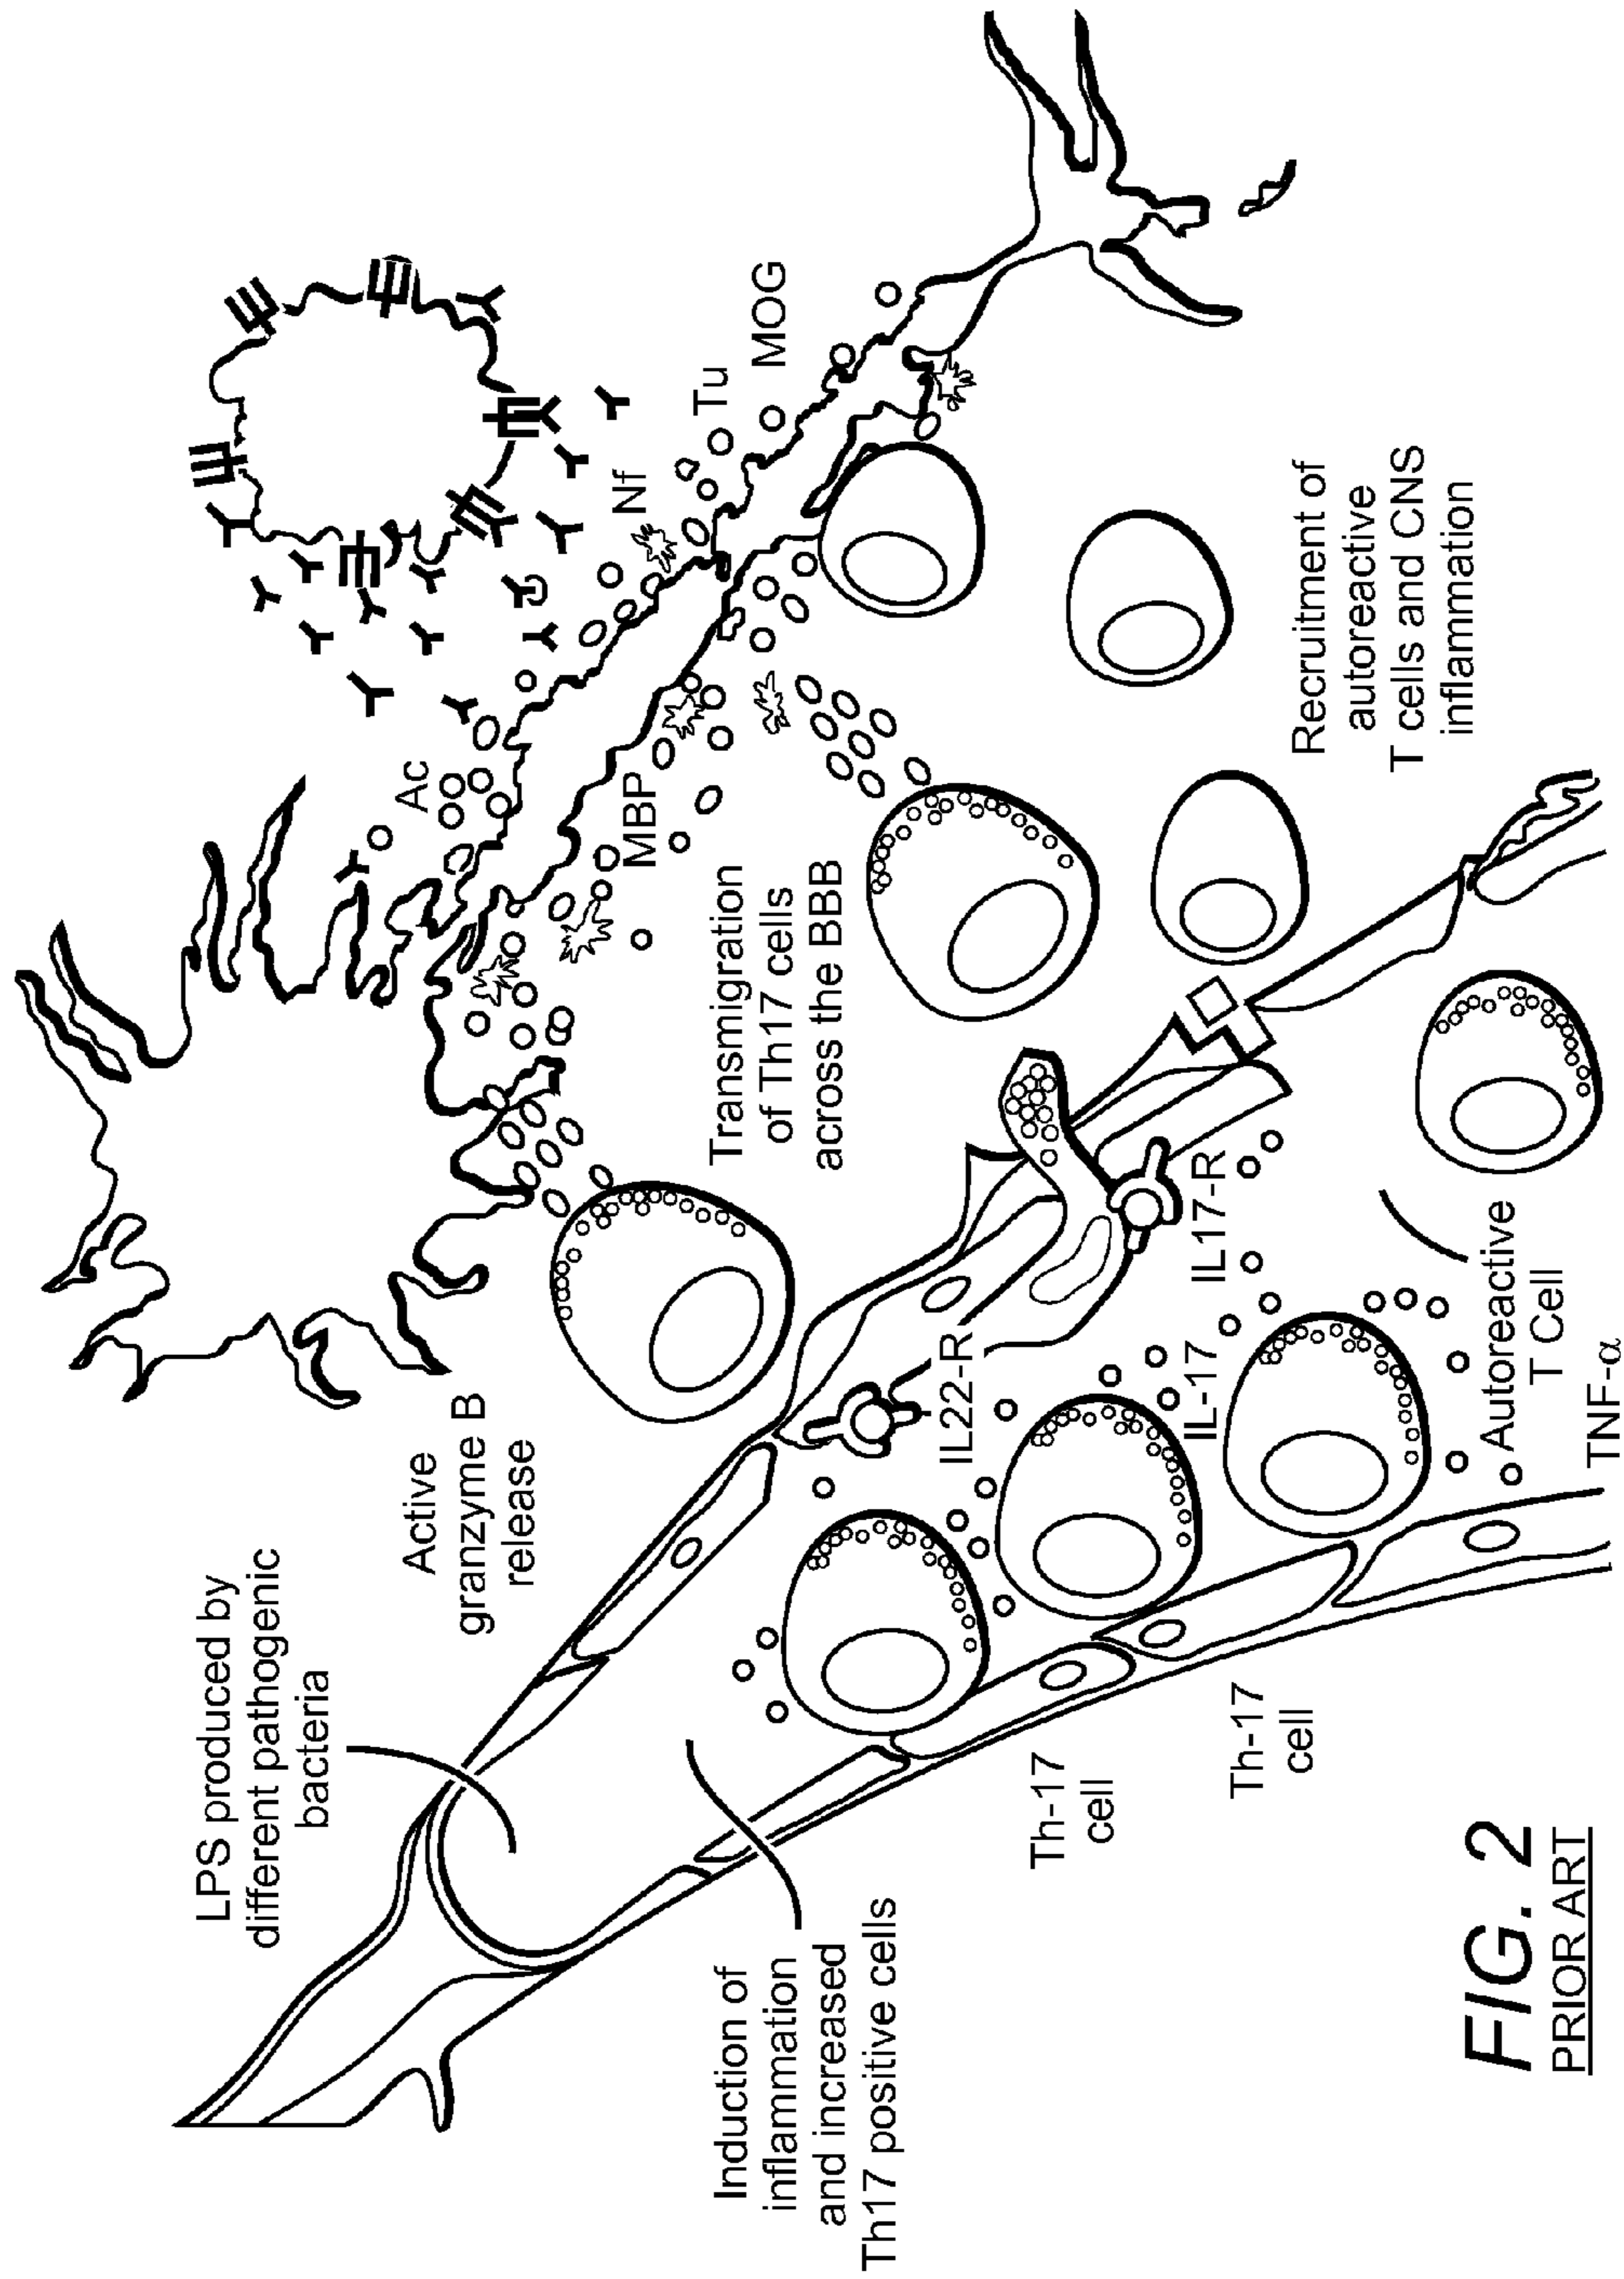 LPS produced by
different pathogenic
bacteria
Active
granzyme B
release
Ac
Nf
Tu
MOG
MBP
Induction of
inflammation
and increased
Th17 positive cells
Transmigration
of Th17 cells
across the BBB
IL22-R
IL17-R
IL-17
Th-17
cell
Th-17
cell
Autoreactive
T Cell
TNF-α
Recruitment of
autoreactive
T cells and CNS
inflammation
FIG. 2
PRIOR ART